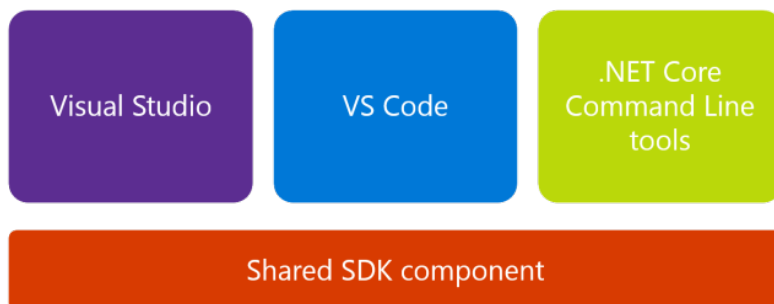 Visual Studio
VS Code
.NET Core
Command Line
tools
Shared SDK component